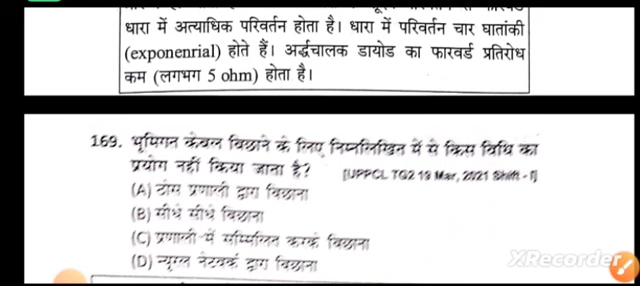 धारा में अत्याधिक परिवर्तन होता है। धारा में परिवर्तन चार घातांकी
(exponenrial) होते हैं। अर्द्धचालक डायोड का फारवर्ड प्रतिरोध
कम (लगभग 5 ohm) होता है।
169. भूमिगत केबल बिछाने के लिए निम्नलिखित में से किस विधि का
प्रयोग नहीं किया जाता है? [UPPCL TG2 19 Mar, 2021 Shift - I]
(A) ठोस प्रणाली द्वारा बिछाना
(B) सीधे सीधे बिछाना
(C) प्रणाली में सम्मिलित करके बिछाना
(D) न्यूरल नेटवर्क द्वारा बिछाना
XRecorder